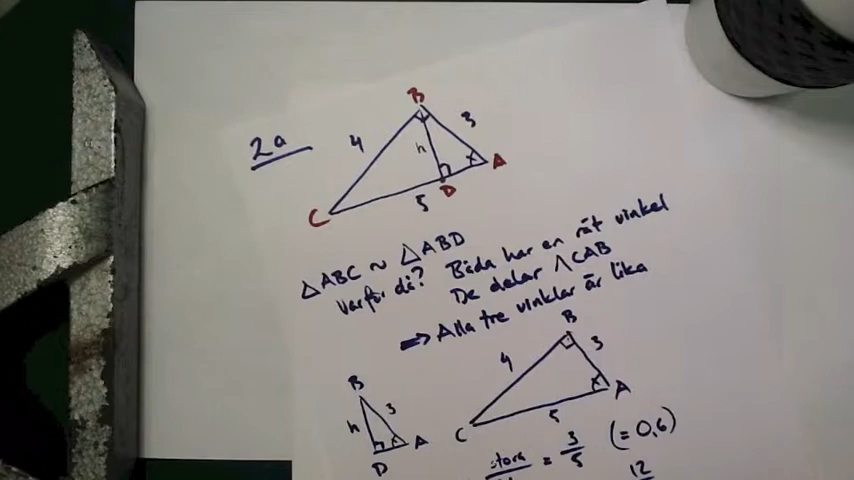 2a
B
4
3
h
A
D
5
C
△ABC ~ △ABD
varför då? Båda har en rät vinkel
De delar ∧CAB
→ Alla tre vinklar är lika
B
4
3
A
5
C
B
h
3
A
D
stora
= 3/5 (= 0,6)
12